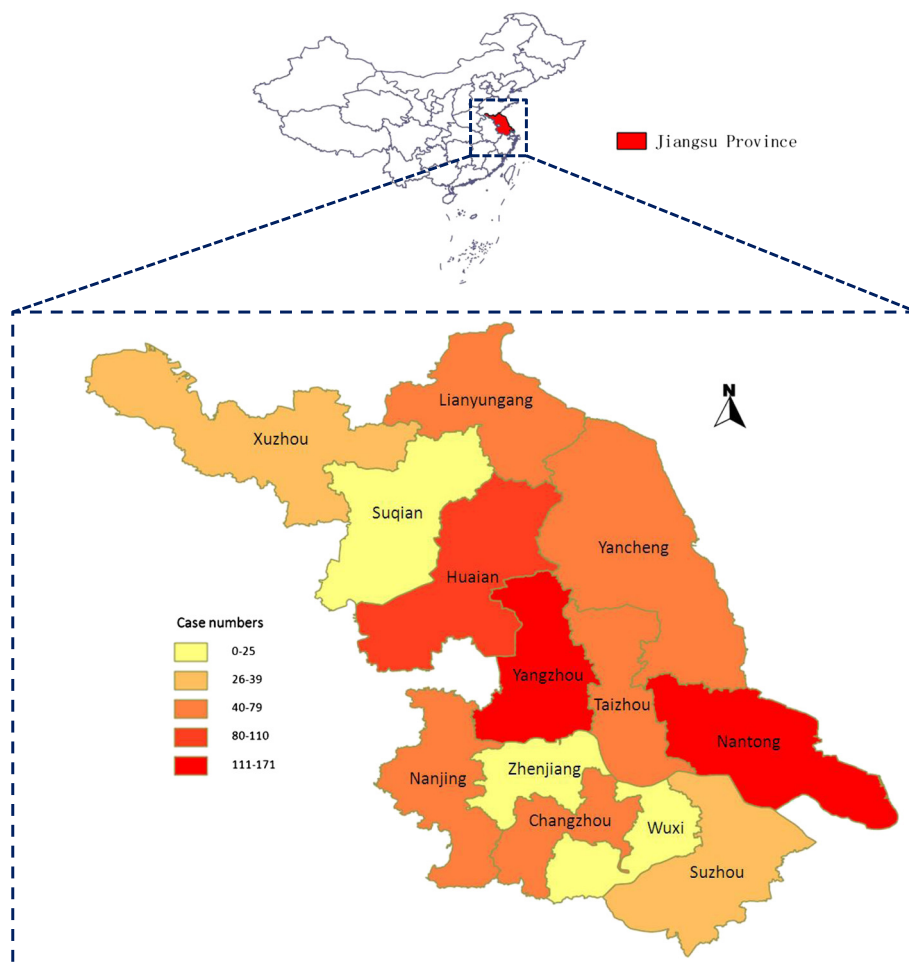 Jiangsu Province
N
Lianyungang
Xuzhou
Suqian
Yancheng
Huaian
Case numbers
0-25
26-39
40-79
80-110
111-171
Yangzhou
Taizhou
Nantong
Zhenjiang
Nanjing
Changzhou
Wuxi
Suzhou